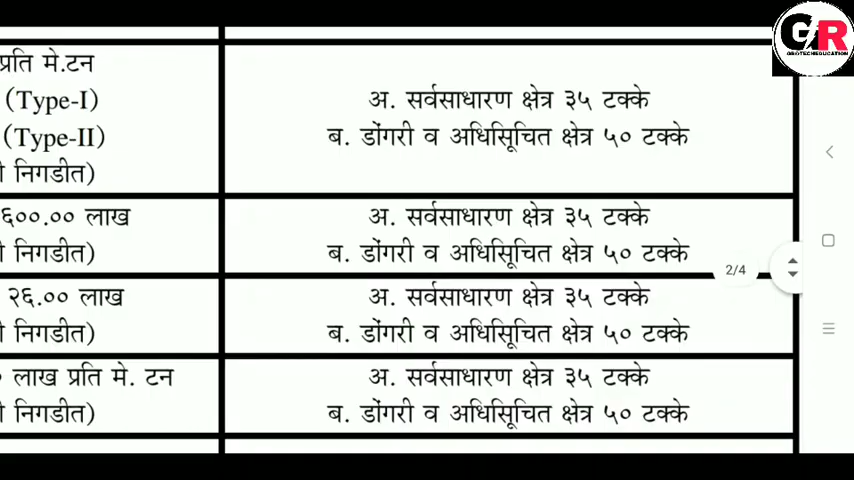 GR
GROTECHEDUCATION
प्रति मे.टन
(Type-I)
(Type-II)
निगडीत)
अ. सर्वसाधारण क्षेत्र ३५ टक्के
ब. डोंगरी व अधिसूचित क्षेत्र ५० टक्के
६००.०० लाख
निगडीत)
अ. सर्वसाधारण क्षेत्र ३५ टक्के
ब. डोंगरी व अधिसूचित क्षेत्र ५० टक्के
2/4
२६.०० लाख
निगडीत)
अ. सर्वसाधारण क्षेत्र ३५ टक्के
ब. डोंगरी व अधिसूचित क्षेत्र ५० टक्के
लाख प्रति मे. टन
निगडीत)
अ. सर्वसाधारण क्षेत्र ३५ टक्के
ब. डोंगरी व अधिसूचित क्षेत्र ५० टक्के